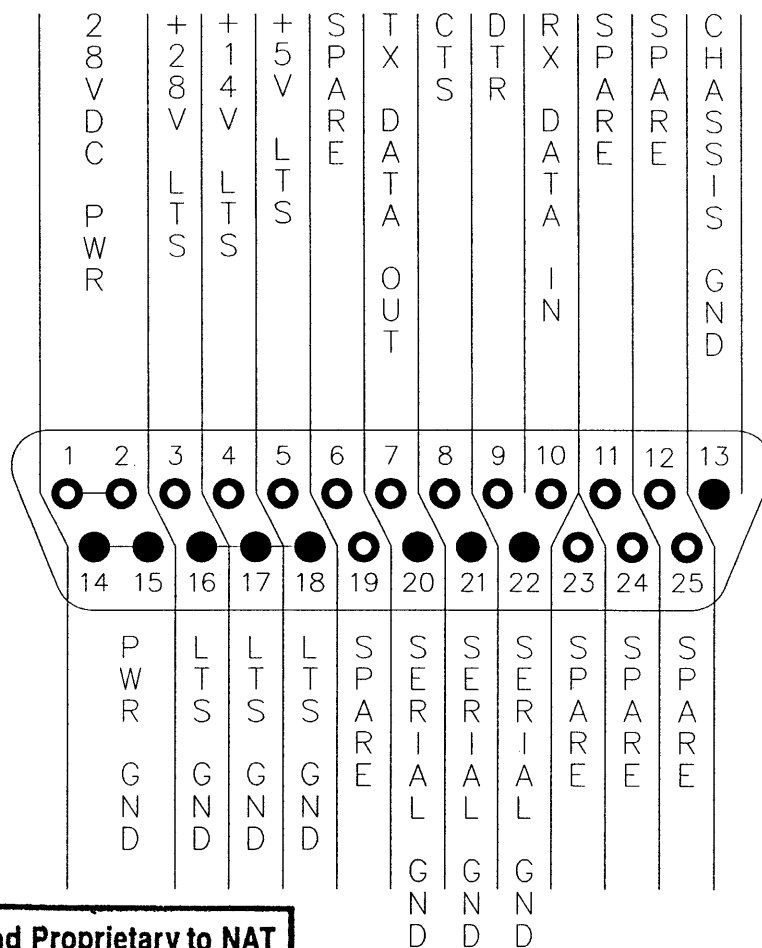 28VDC PWR
+28V LTS
+14V LTS
+5V LTS
SPARE
TX DATA OUT
CTS
DTR
RX DATA IN
SPARE
SPARE
CHASSIS GND
1 2 3 4 5 6 7 8 9 10 11 12 13
14 15 16 17 18 19 20 21 22 23 24 25
PWR GND
LTS GND
LTS GND
LTS GND
SPARE
SERIAL GND
SERIAL GND
SERIAL GND
SPARE
SPARE
SPARE
Proprietary to NAT